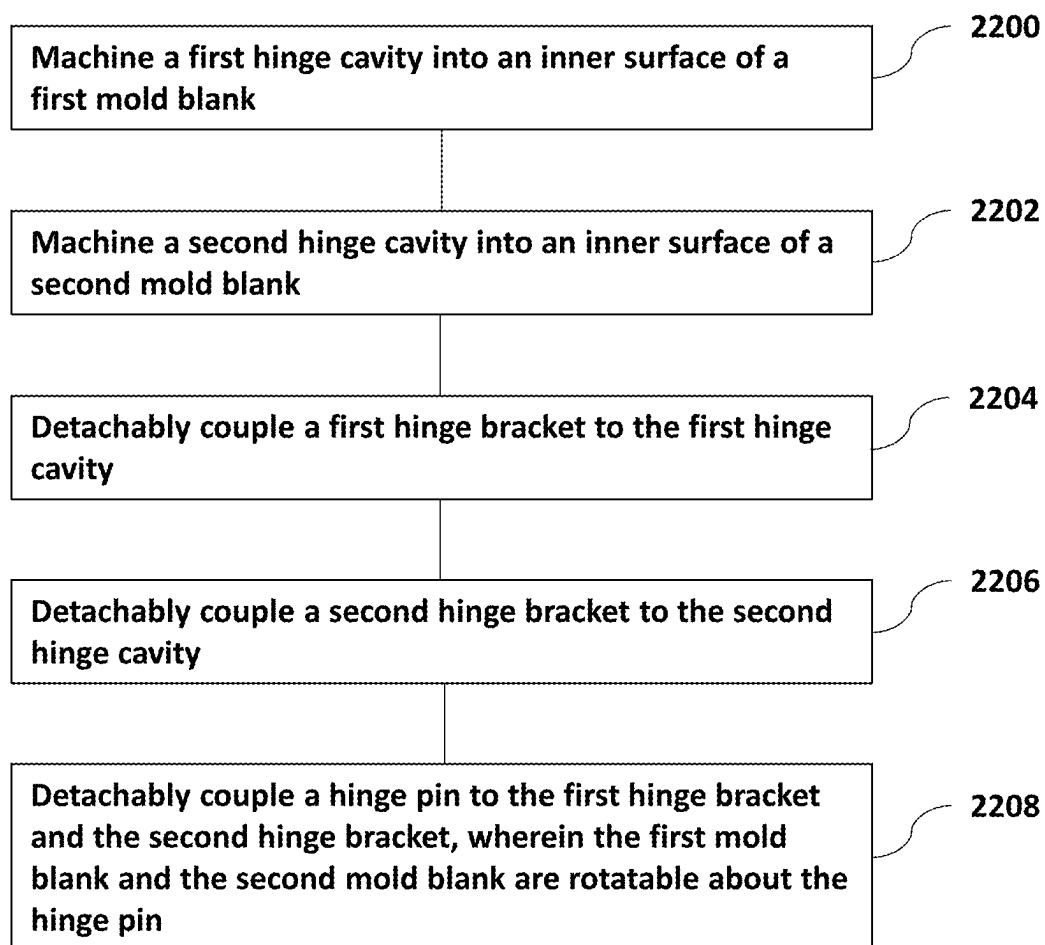 2200
Machine a first hinge cavity into an inner surface of a
first mold blank
2202
Machine a second hinge cavity into an inner surface of a
second mold blank
2204
Detachably couple a first hinge bracket to the first hinge
cavity
2206
Detachably couple a second hinge bracket to the second
hinge cavity
2208
Detachably couple a hinge pin to the first hinge bracket
and the second hinge bracket, wherein the first mold
blank and the second mold blank are rotatable about the
hinge pin